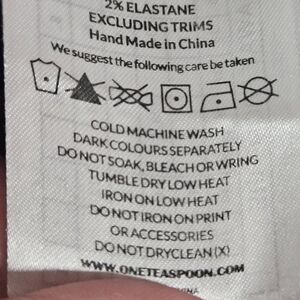 2% ELASTANE
EXCLUDING TRIMS
Hand Made in China
We suggest the following care be taken
COLD MACHINE WASH
DARK COLOURS SEPARATELY
DO NOT SOAK, BLEACH OR WRING
TUMBLE DRY LOW HEAT
IRON ON LOW HEAT
DO NOT IRON ON PRINT
OR ACCESSORIES
DO NOT DRYCLEAN (X)
WWW.ONETEASPOON.COM